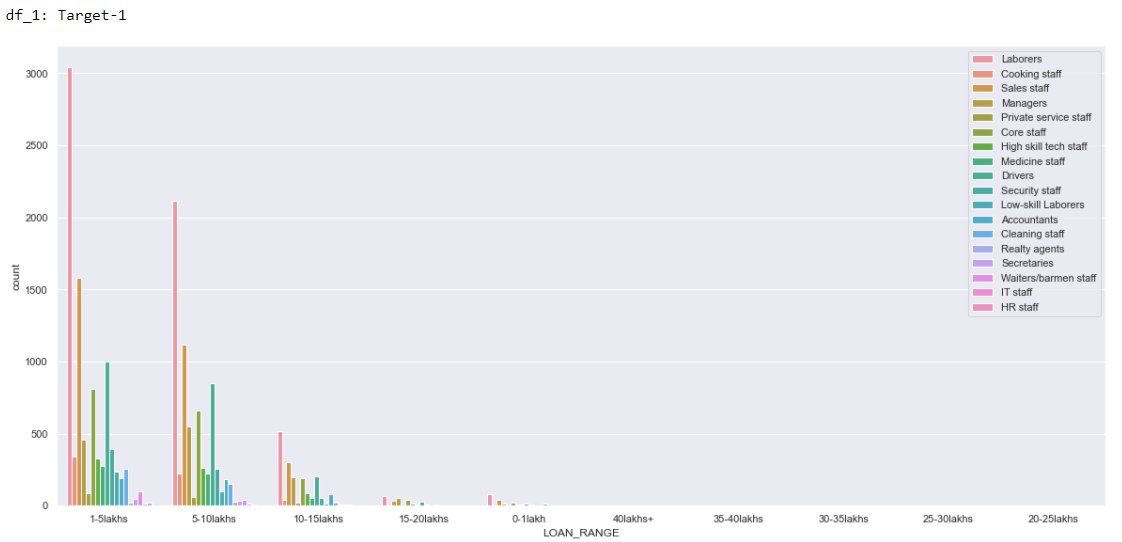 df_1: Target-1
3000
2500
2000
1500
1000
500
0
count
1-5lakhs
5-10lakhs
10-15lakhs
15-20lakhs
0-1lakh
40lakhs+
35-40lakhs
30-35lakhs
25-30lakhs
20-25lakhs
LOAN_RANGE
Laborers
Cooking staff
Sales staff
Managers
Private service staff
Core staff
High skill tech staff
Medicine staff
Drivers
Security staff
Low-skill Laborers
Accountants
Cleaning staff
Realty agents
Secretaries
Waiters/barmen staff
IT staff
HR staff